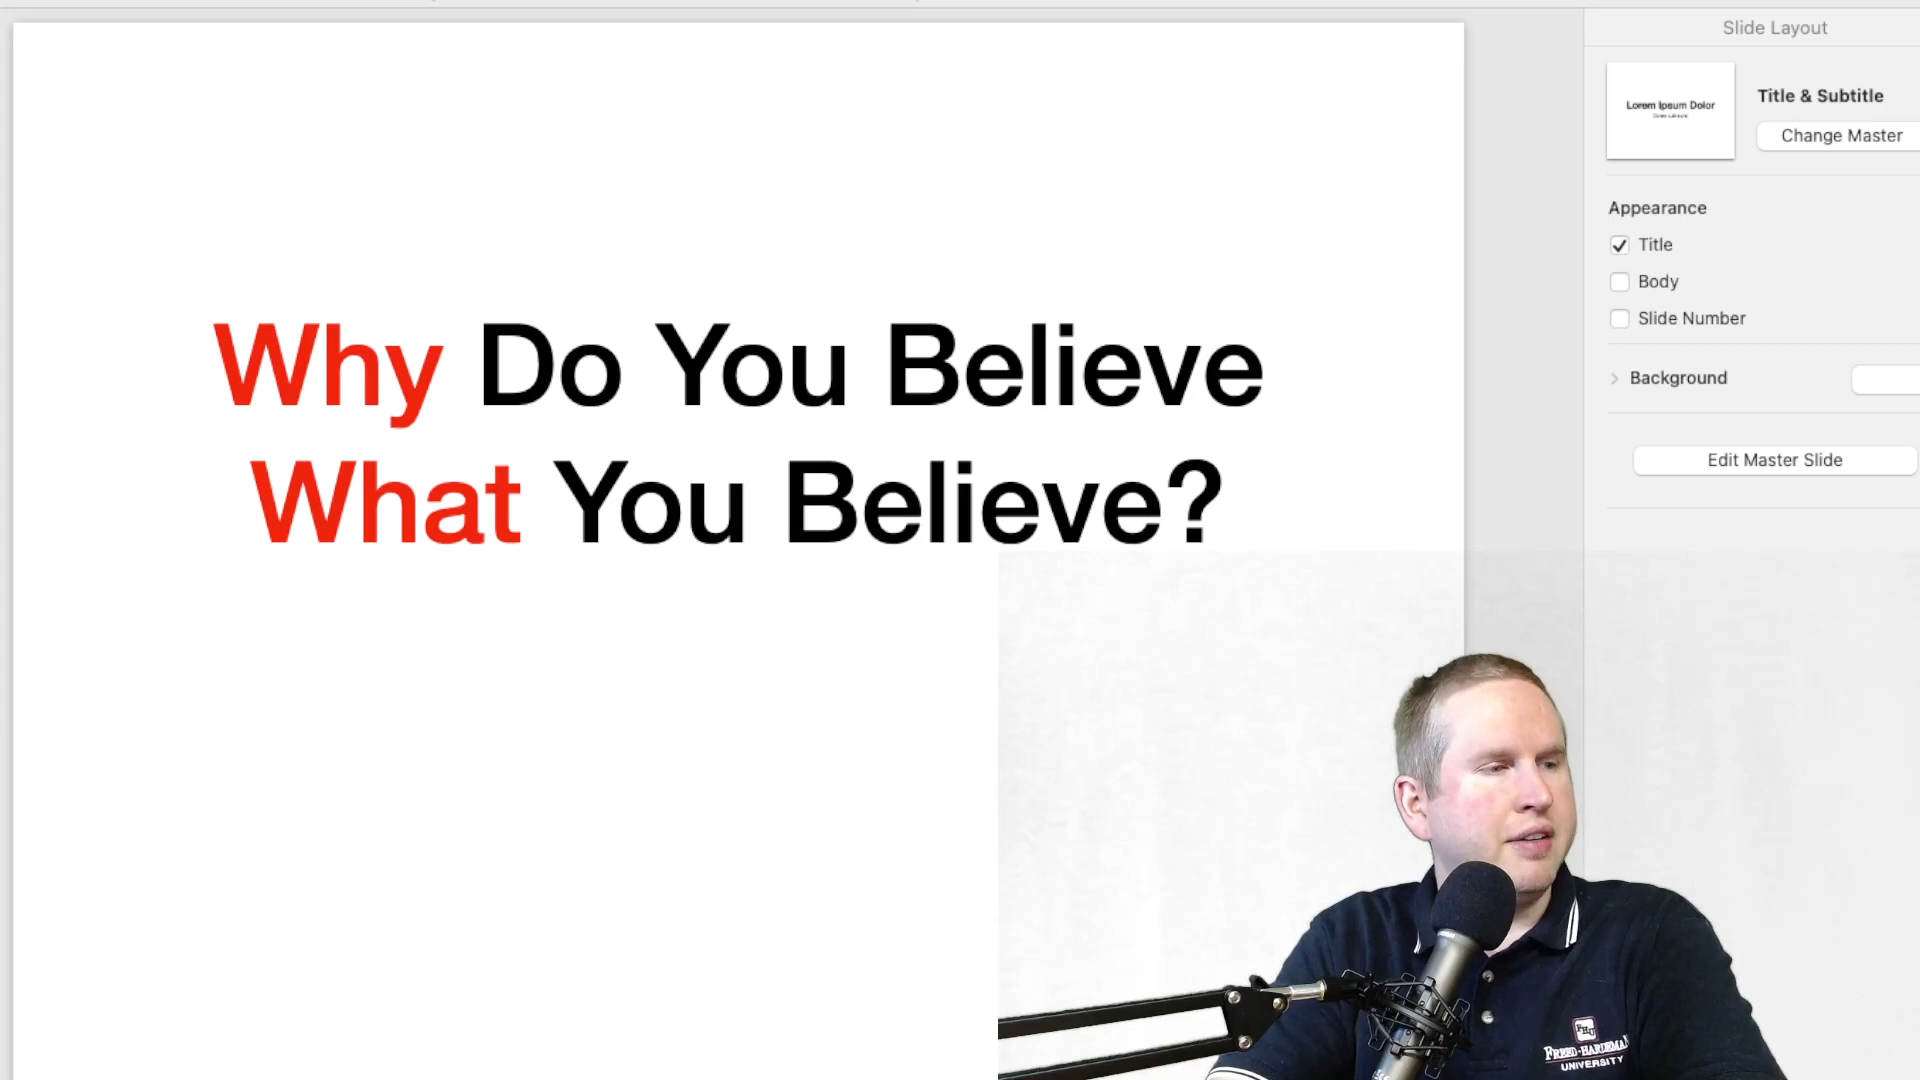 Why Do You Believe
What You Believe?
Slide Layout
Lorem Ipsum Dolor
Title & Subtitle
Change Master
Appearance
Title
Body
Slide Number
Background
Edit Master Slide
FHU
FREED-HARDEMAN
UNIVERSITY